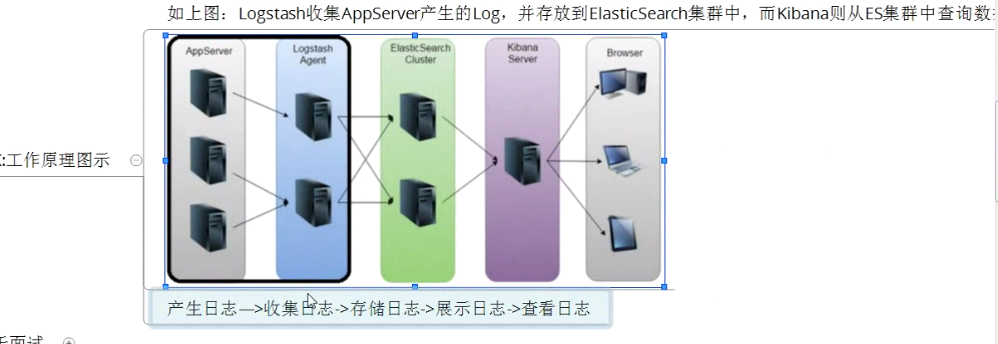 如上图：Logstash收集AppServer产生的Log，并存放到ElasticSearch集群中，而Kibana则从ES集群中查询数
AppServer
Logstash
Agent
ElasticSearch
Cluster
Kibana
Server
Browser
:工作原理图示
产生日志—>收集日志->存储日志->展示日志->查看日志
面试